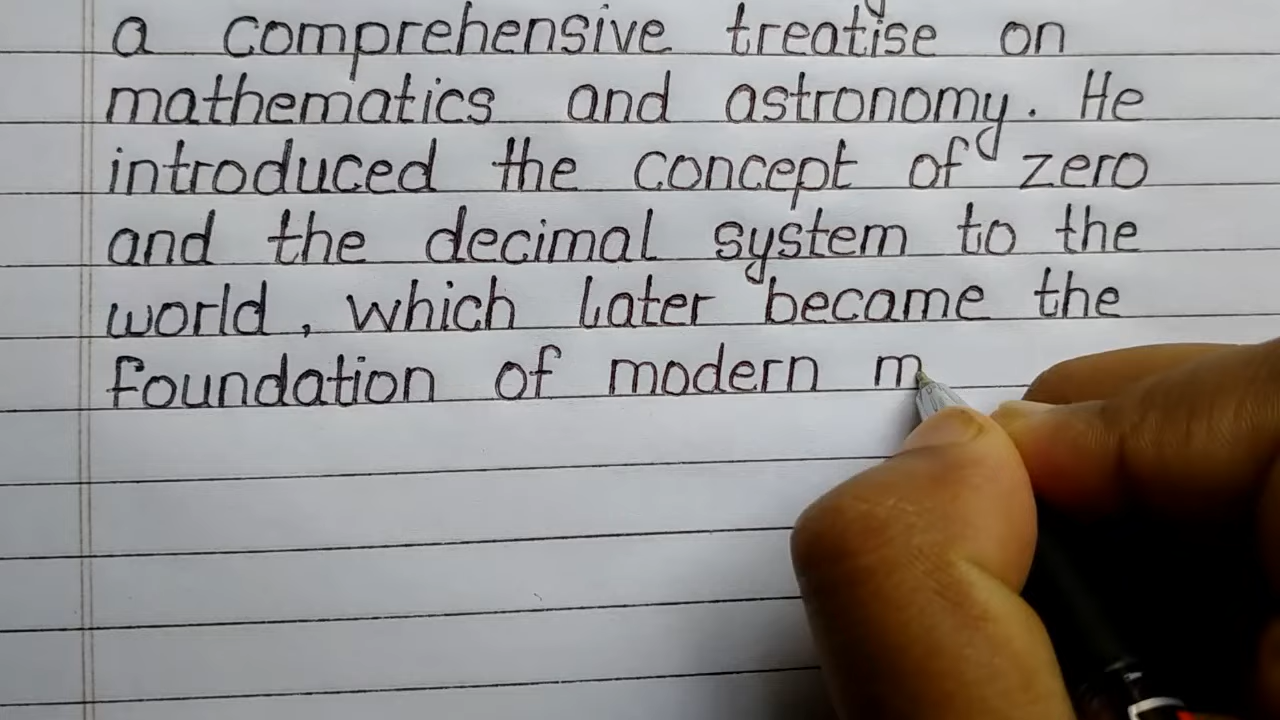 a comprehensive treatise on
mathematics and astronomy. He
introduced the concept of zero
and the decimal system to the
world, which later became the
foundation of modern m